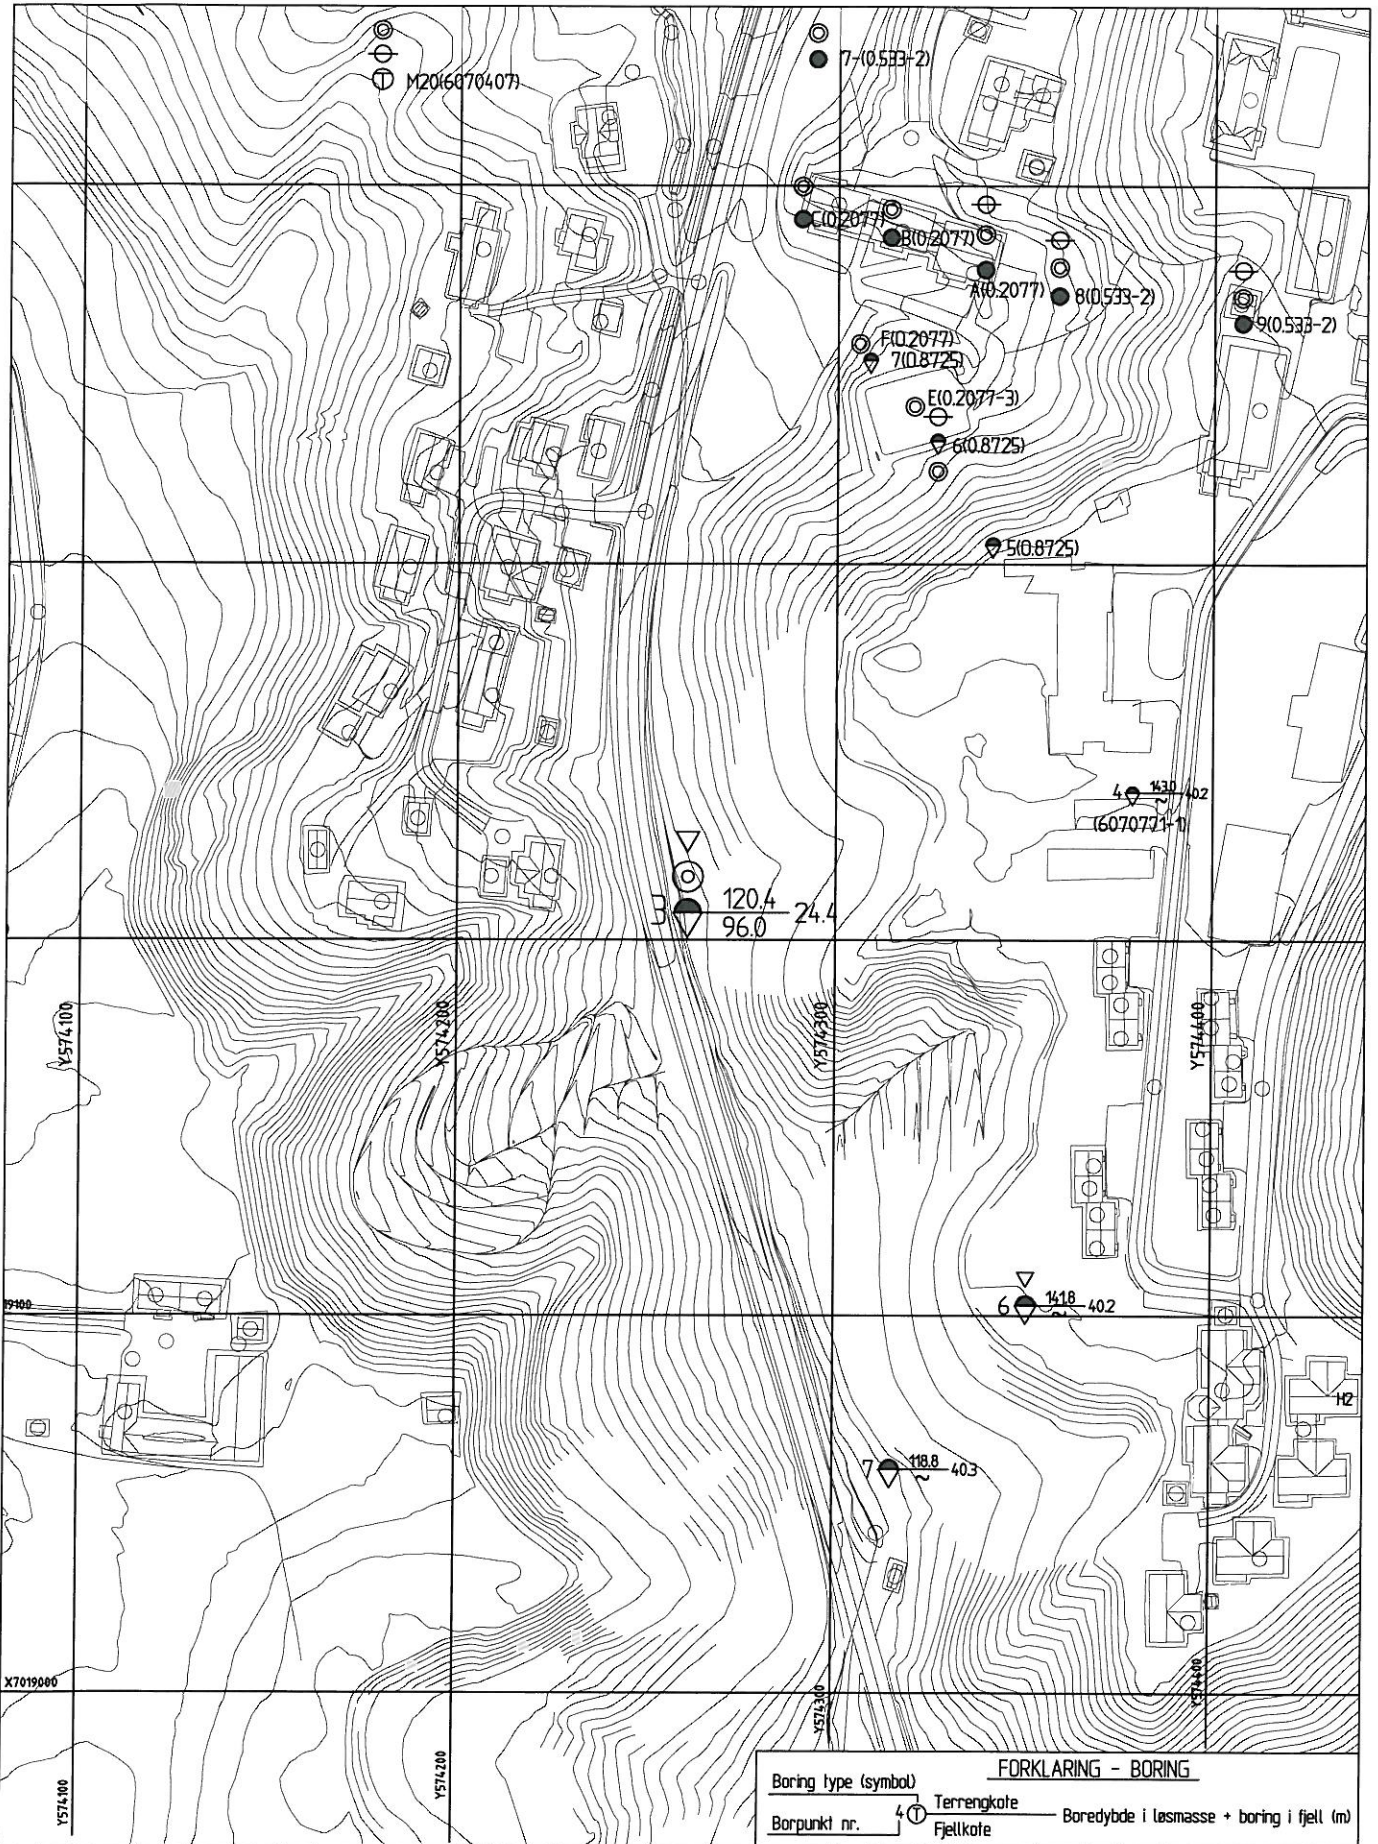 M20(6070407)
7-(0.533-2)
C(0.2077)
B(0.2077)
A(0.2077)
8(0.533-2)
9(0.533-2)
F(0.2077)
7(0.8725)
E(0.2077-3)
6(0.8725)
5(0.8725)
4 143.0 40.2
~
(6070771-1)
3 120.4 24.4
96.0
Y574100
Y574200
Y574300
Y574400
19100
6 141.8 40.2
~
H2
7 118.8 40.3
~
X7019000
Y574100
Y574200
Y574300
Y574400
FORKLARING - BORING
Boring type (symbol)
Borpunkt nr. 4 T Terrengkote Boredybde i løsmasse + boring i fjell (m)
Fjellkote